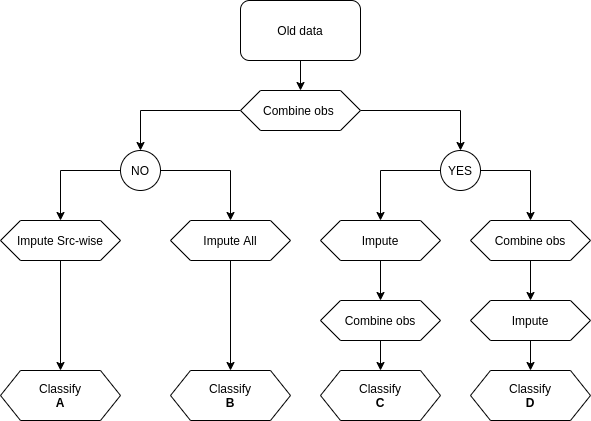 Old data
Combine obs
NO
YES
Impute Src-wise
Impute All
Impute
Combine obs
Combine obs
Impute
Classify
A
Classify
B
Classify
C
Classify
D